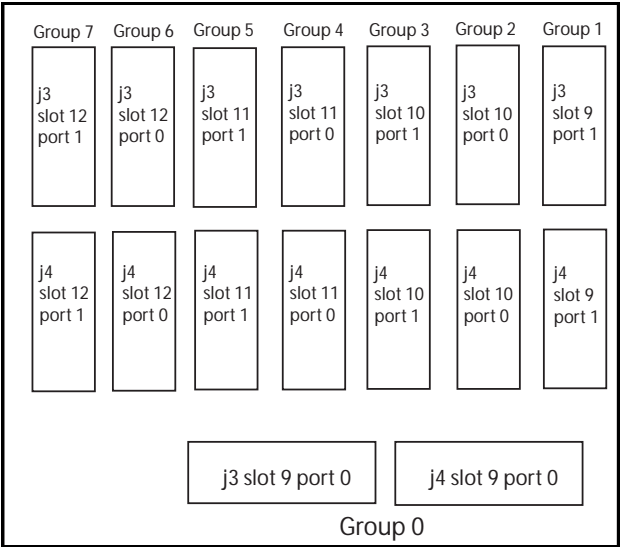 Group 7 Group 6 Group 5 Group 4 Group 3 Group 2 Group 1
j3 j3 j3 j3 j3 j3 j3
slot 12 slot 12 slot 11 slot 11 slot 10 slot 10 slot 9
port 1 port 0 port 1 port 0 port 1 port 0 port 1
j4 j4 j4 j4 j4 j4 j4
slot 12 slot 12 slot 11 slot 11 slot 10 slot 10 slot 9
port 1 port 0 port 1 port 0 port 1 port 0 port 1
j3 slot 9 port 0 j4 slot 9 port 0
Group 0